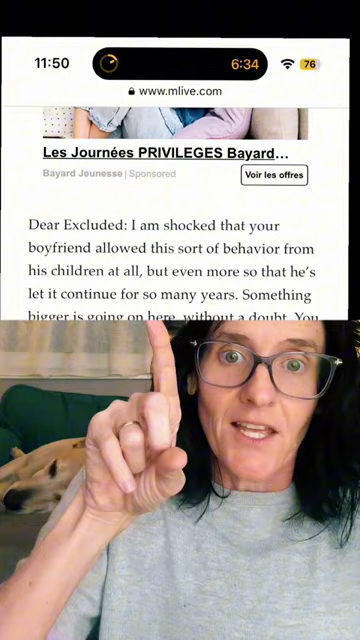 11:50
6:34
76
www.mlive.com
Les Journées PRIVILEGES Bayard...
Bayard Jeunesse | Sponsored
Voir les offres
Dear Excluded: I am shocked that your
boyfriend allowed this sort of behavior from
his children at all, but even more so that he's
let it continue for so many years. Something
bigger is going on here, without a doubt. You